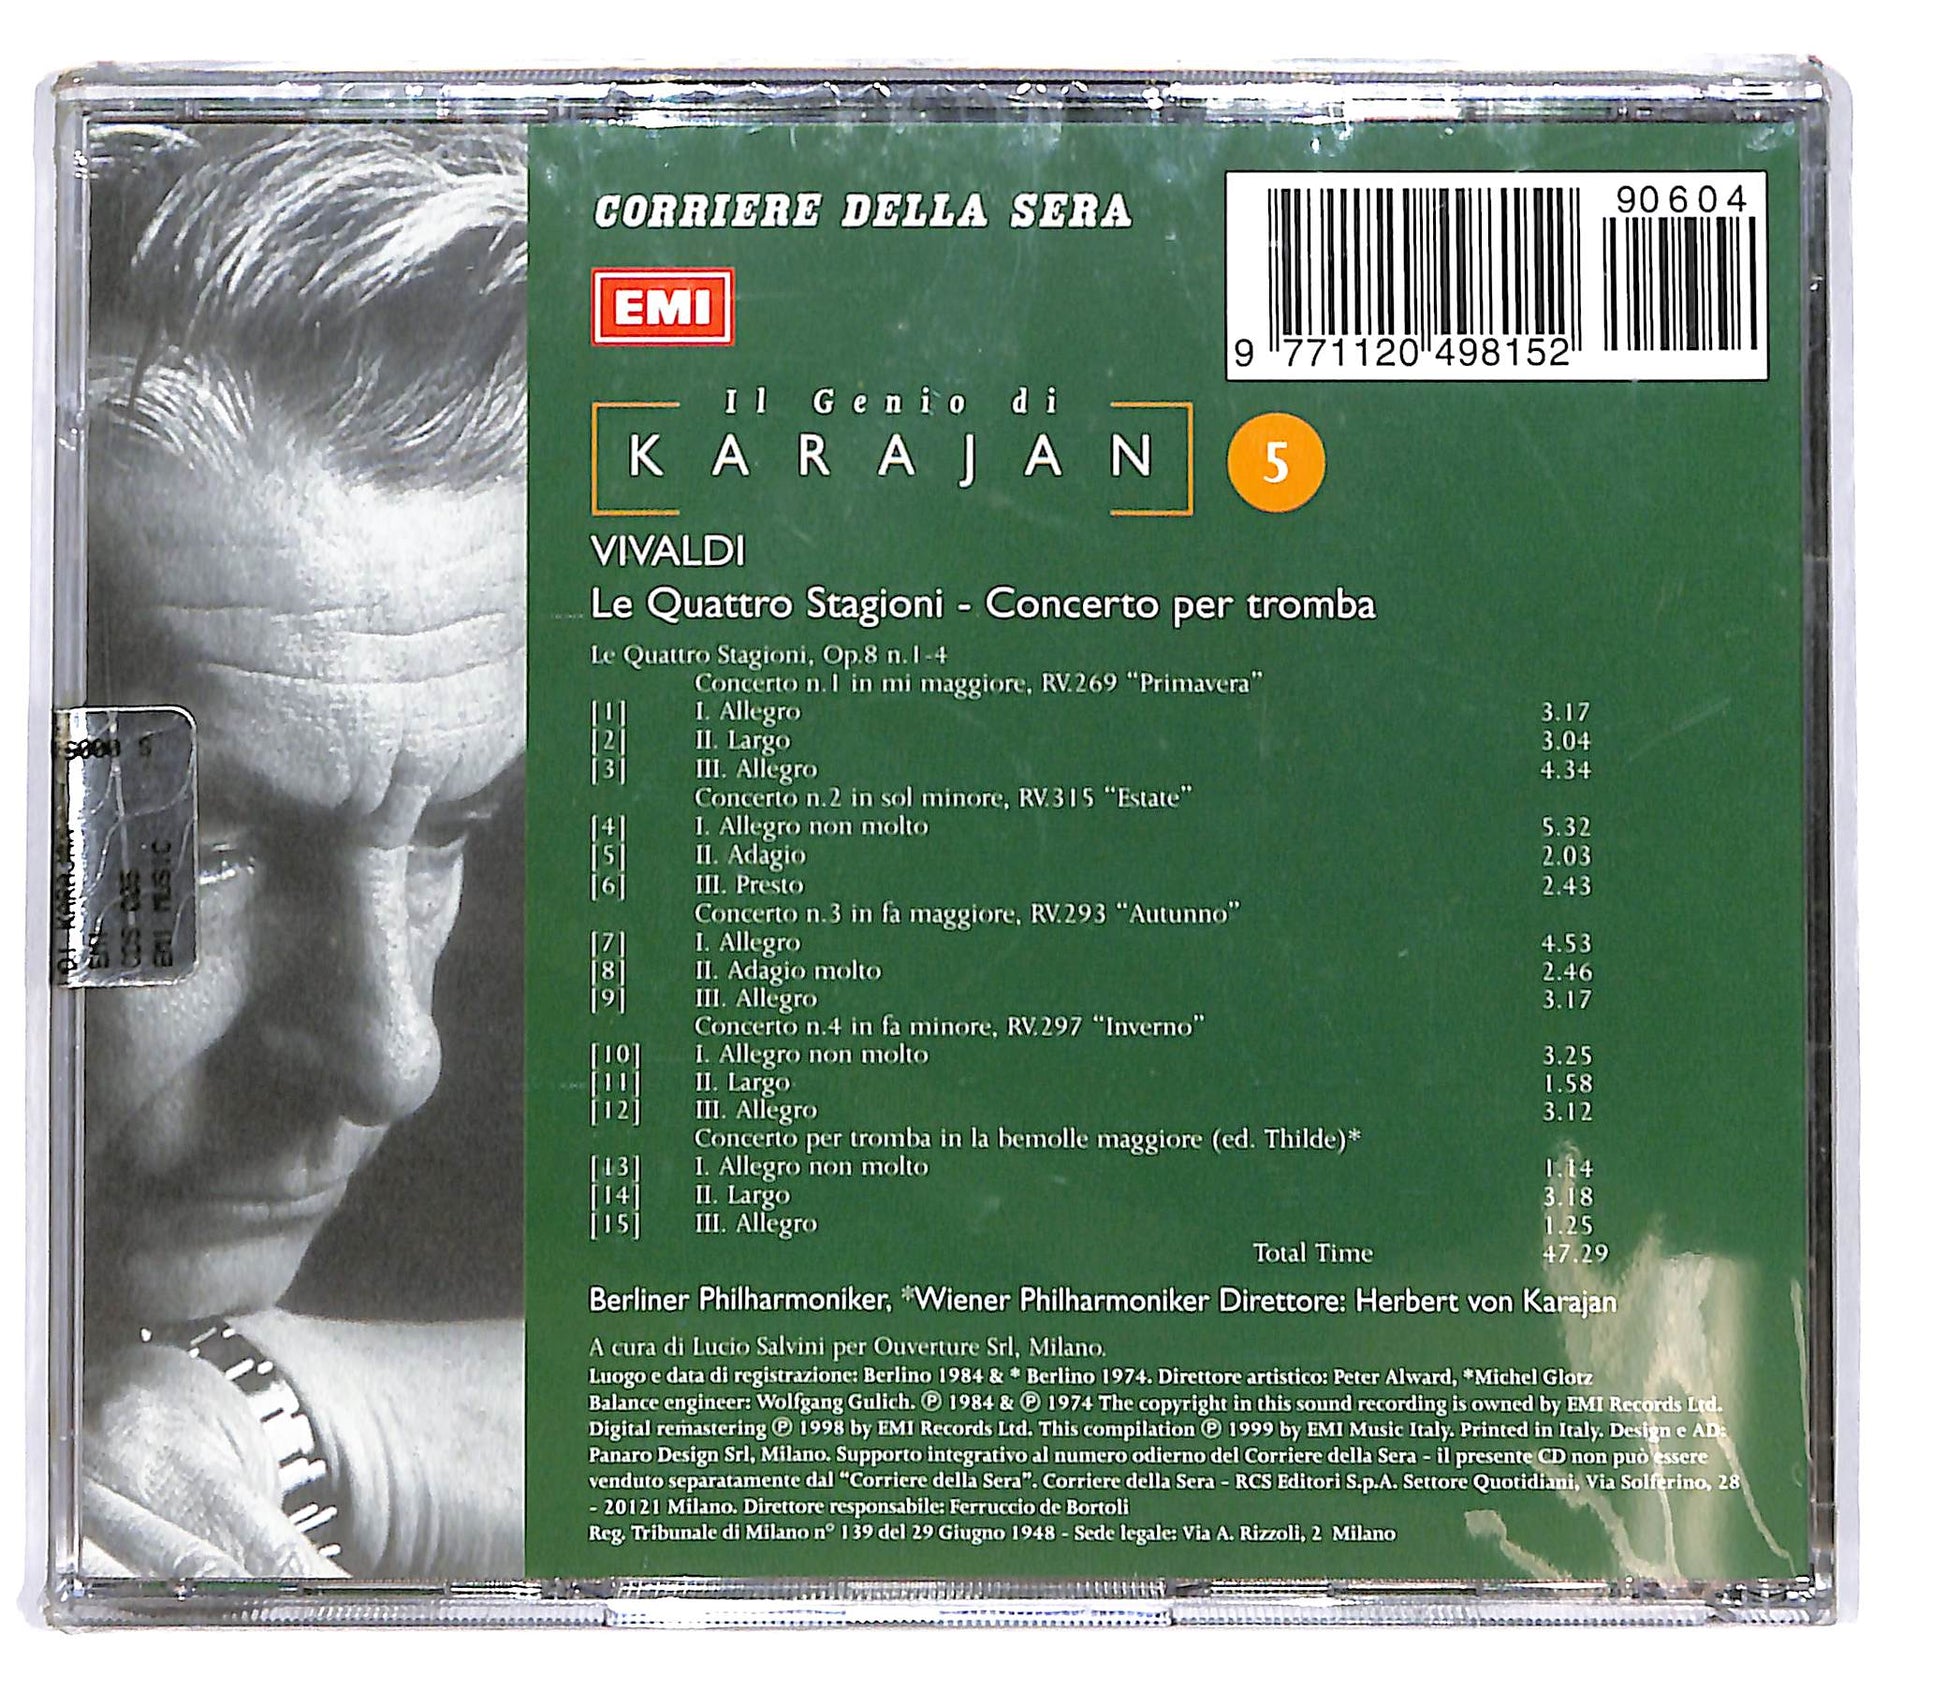 CORRIERE DELLA SERA
90604
9 771120 498152
EMI
Il Genio di
KARAJAN
5
VIVALDI
Le Quattro Stagioni - Concerto per tromba
Le Quattro Stagioni, Op.8 n.1-4
Concerto n.1 in mi maggiore, RV.269 “Primavera”
[1] I. Allegro 3.17
[2] II. Largo 3.04
[3] III. Allegro 4.34
Concerto n.2 in sol minore, RV.315 “Estate”
[4] I. Allegro non molto 5.32
[5] II. Adagio 2.03
[6] III. Presto 2.43
Concerto n.3 in fa maggiore, RV.293 “Autunno”
[7] I. Allegro 4.53
[8] II. Adagio molto 2.46
[9] III. Allegro 3.17
Concerto n.4 in fa minore, RV.297 “Inverno”
[10] I. Allegro non molto 3.25
[11] II. Largo 1.58
[12] III. Allegro 3.12
Concerto per tromba in la bemolle maggiore (ed. Thilde)*
[13] I. Allegro non molto 1.14
[14] II. Largo 3.18
[15] III. Allegro 1.25
Total Time 47.29
Berliner Philharmoniker, *Wiener Philharmoniker Direttore: Herbert von Karajan
A cura di Lucio Salvini per Ouverture Srl, Milano.
Luogo e data di registrazione: Berlino 1984 & * Berlino 1974. Direttore artistico: Peter Alward, *Michel Glotz
Balance engineer: Wolfgang Gulich. ℗ 1984 & ℗ 1974 The copyright in this sound recording is owned by EMI Records Ltd.
Digital remastering ℗ 1998 by EMI Records Ltd. This compilation ℗ 1999 by EMI Music Italy. Printed in Italy. Design e AD:
Panaro Design Srl, Milano. Supporto integrativo al numero odierno del Corriere della Sera - il presente CD non può essere
venduto separatamente dal “Corriere della Sera”. Corriere della Sera - RCS Editori S.p.A. Settore Quotidiani, Via Solferino, 28
- 20121 Milano. Direttore responsabile: Ferruccio de Bortoli
Reg. Tribunale di Milano n° 139 del 29 Giugno 1948 - Sede legale: Via A. Rizzoli, 2 Milano
DI KARAJAN
EMI
EMI MUSIC